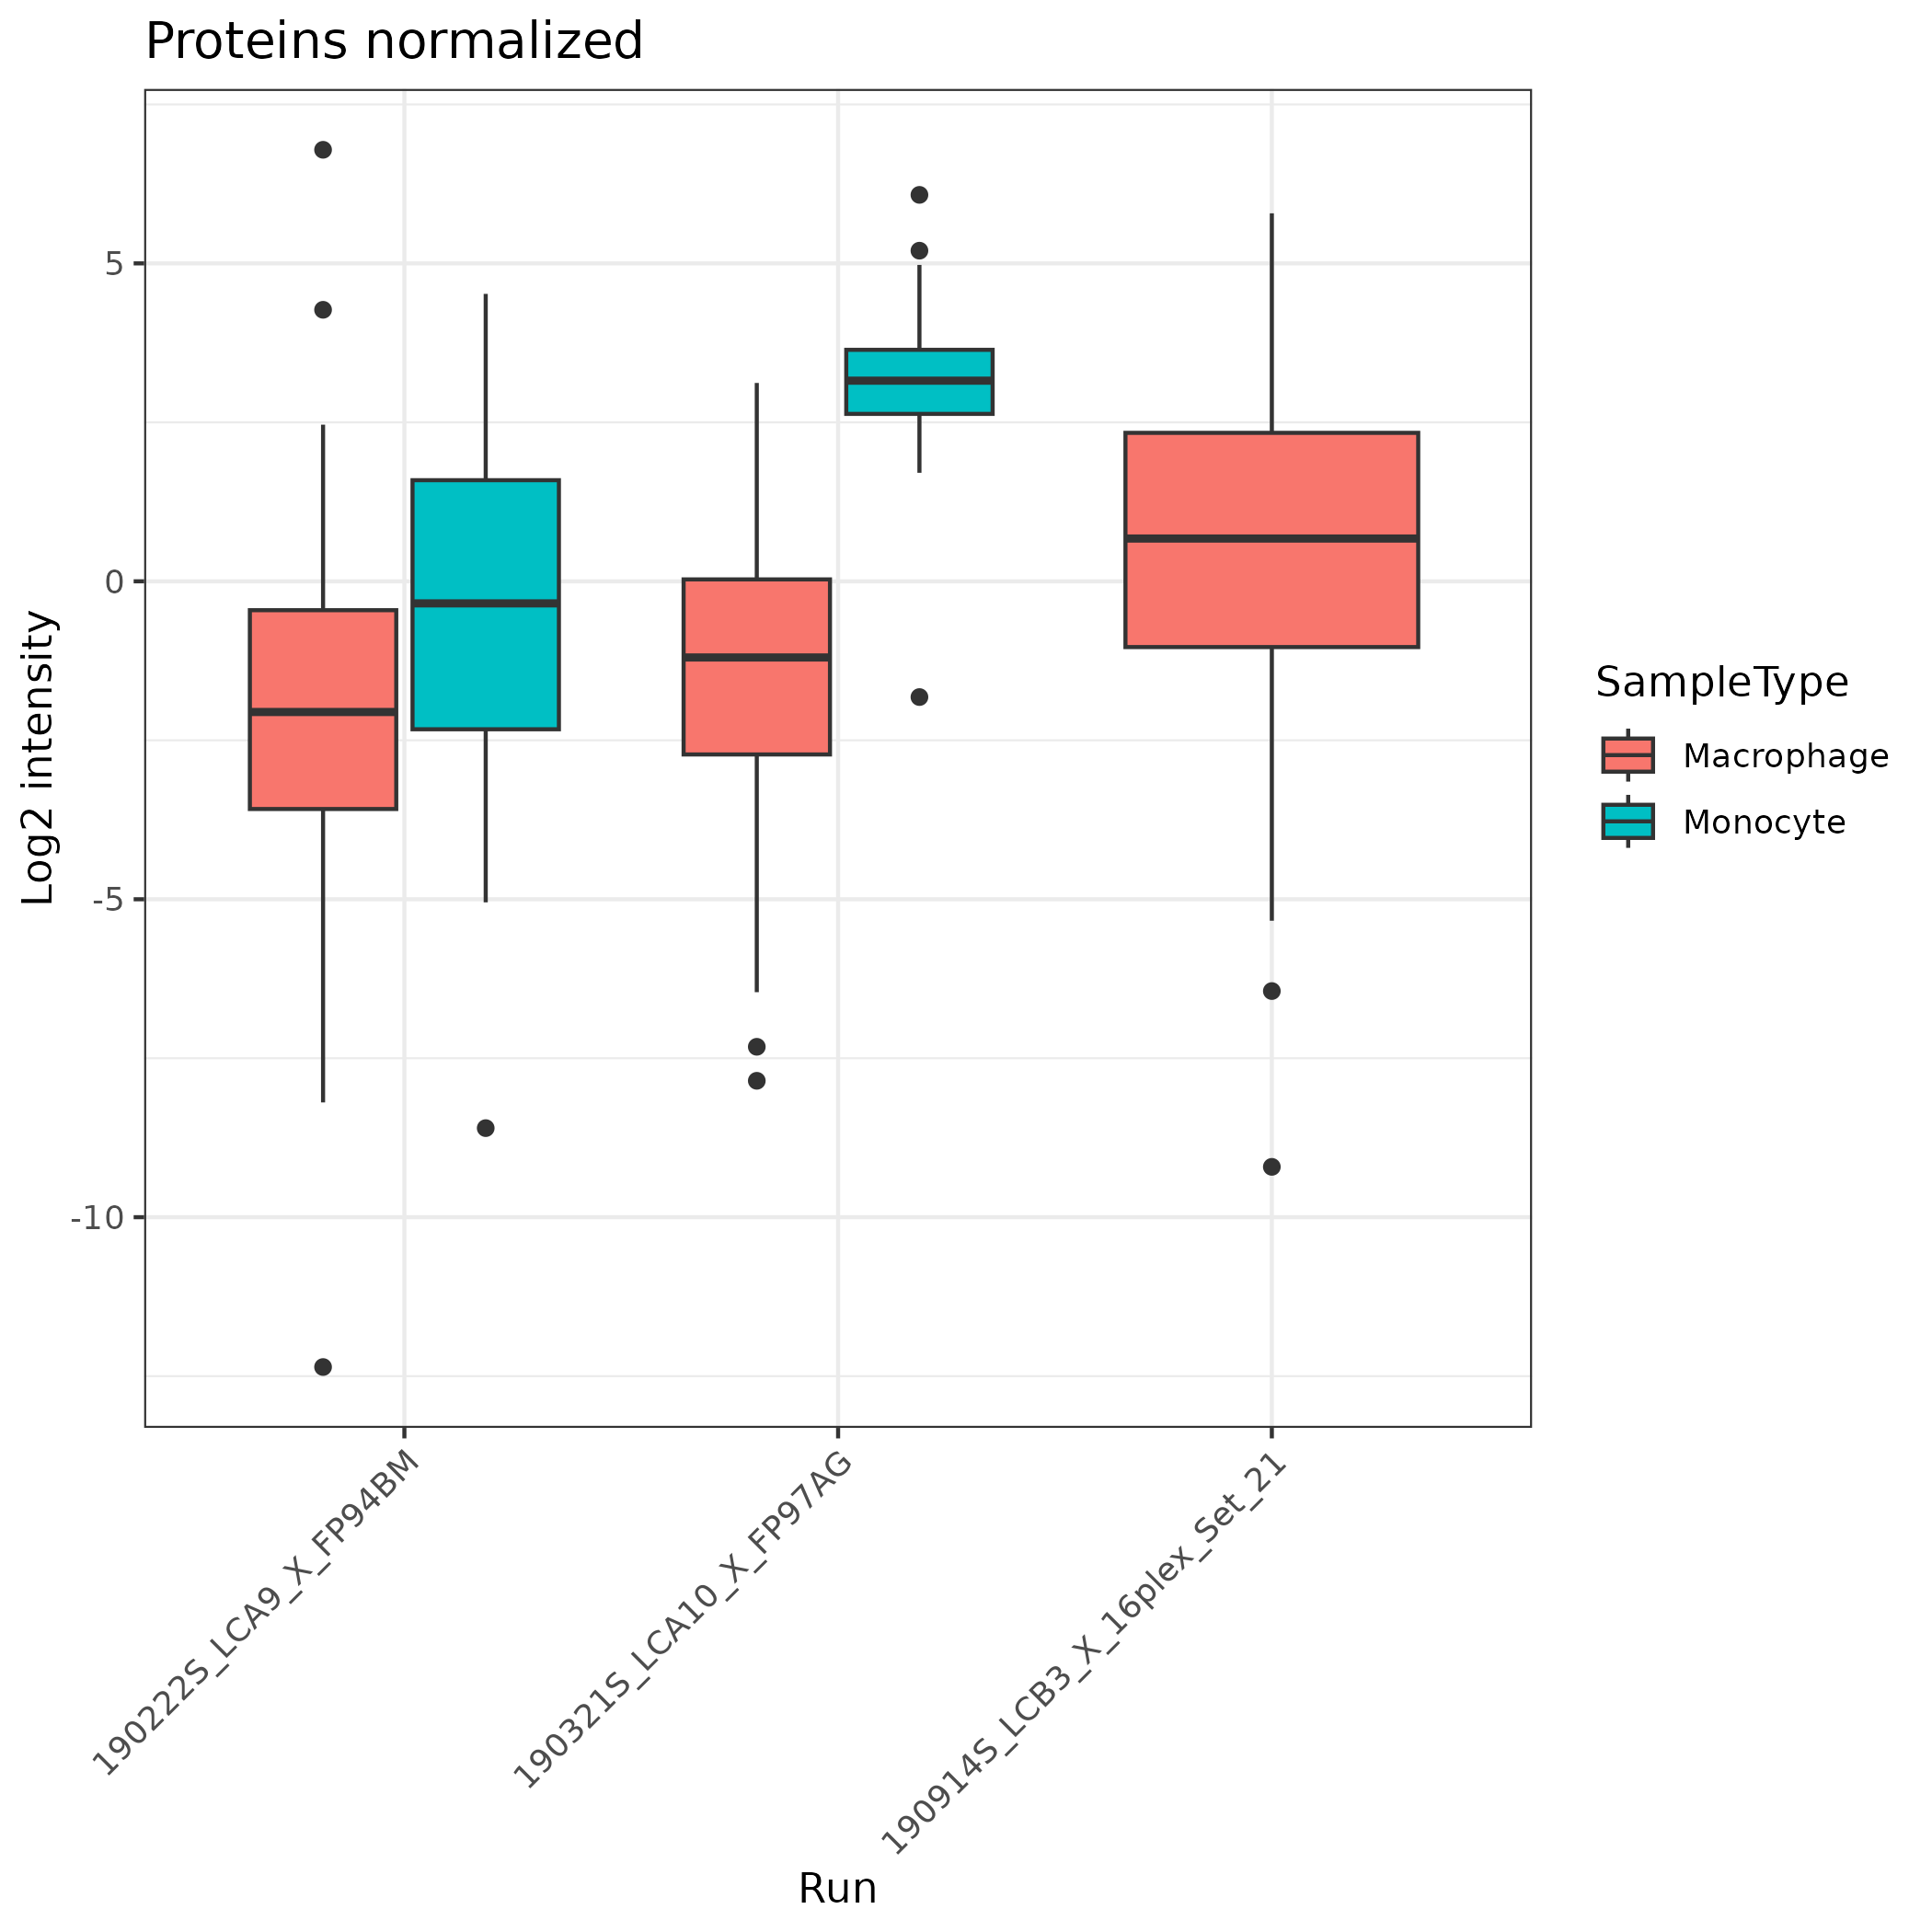 Proteins normalized
Log2 intensity
5
0
-5
-10
190222S_LCA9_X_FP94BM
190321S_LCA10_X_FP97AG
190914S_LCB3_X_16plex_Set_21
Run
SampleType
Macrophage
Monocyte